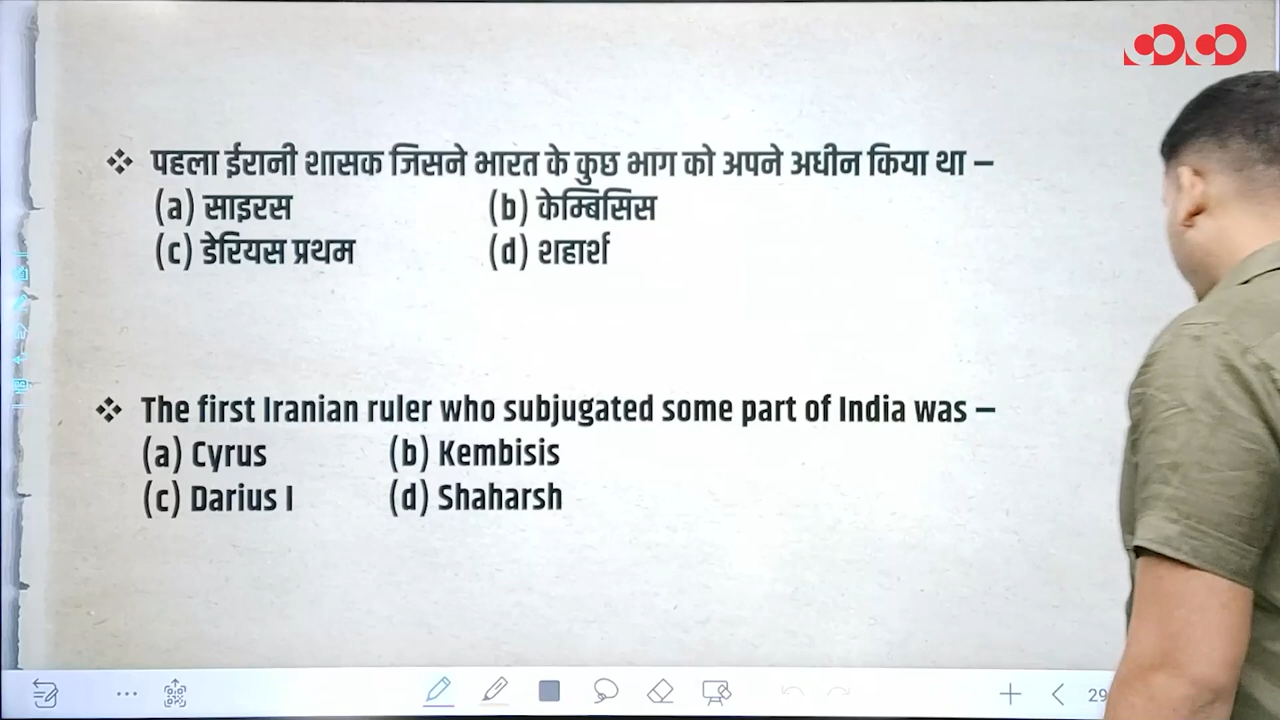 ❖ पहला ईरानी शासक जिसने भारत के कुछ भाग को अपने अधीन किया था –
(a) साइरस (b) केम्बिसिस
(c) डेरियस प्रथम (d) शहार्श
❖ The first Iranian ruler who subjugated some part of India was –
(a) Cyrus (b) Kembisis
(c) Darius I (d) Shaharsh
29